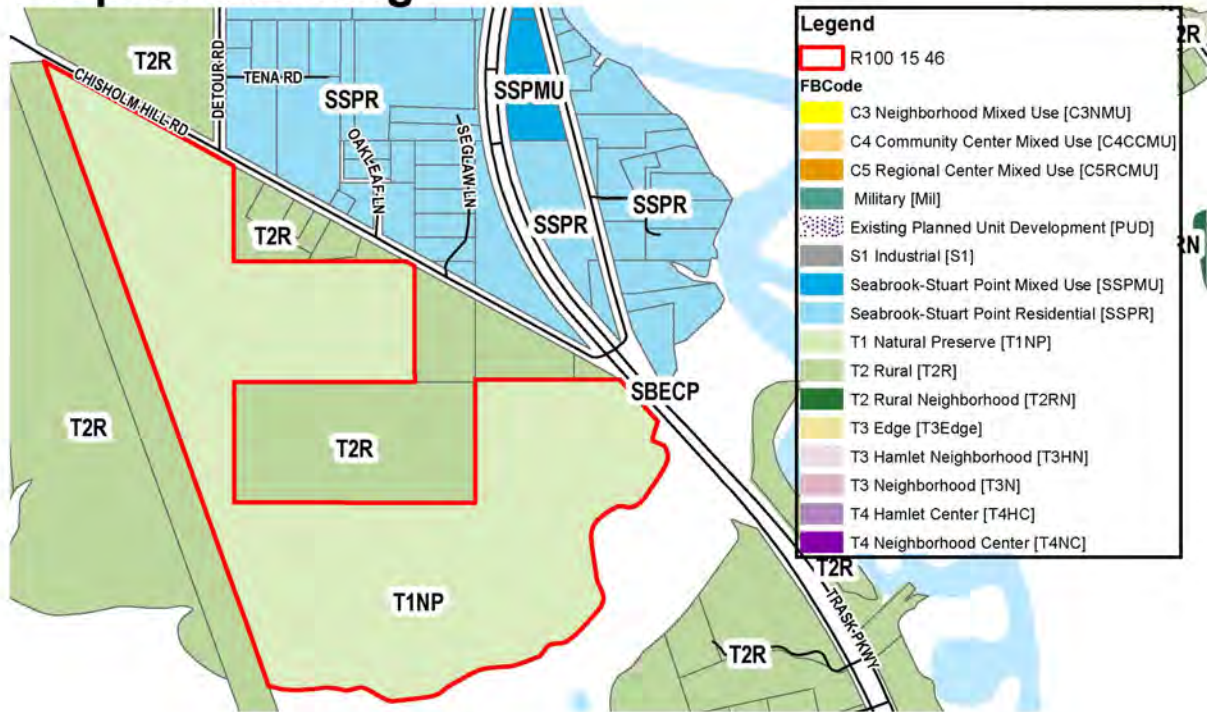 T2R
CHISHOLM HILL RD
DETOUR RD
TENA RD
SSPR
OAKLEAF LN
SEGLAW LN
SSPMU
SSPR
SSPR
T2R
T2R
T2R
SBECP
T1NP
T2R
T2R
TRASK PKWY
Legend
R100 15 46
FBCode
C3 Neighborhood Mixed Use [C3NMU]
C4 Community Center Mixed Use [C4CCMU]
C5 Regional Center Mixed Use [C5RCMU]
Military [Mil]
Existing Planned Unit Development [PUD]
S1 Industrial [S1]
Seabrook-Stuart Point Mixed Use [SSPMU]
Seabrook-Stuart Point Residential [SSPR]
T1 Natural Preserve [T1NP]
T2 Rural [T2R]
T2 Rural Neighborhood [T2RN]
T3 Edge [T3Edge]
T3 Hamlet Neighborhood [T3HN]
T3 Neighborhood [T3N]
T4 Hamlet Center [T4HC]
T4 Neighborhood Center [T4NC]